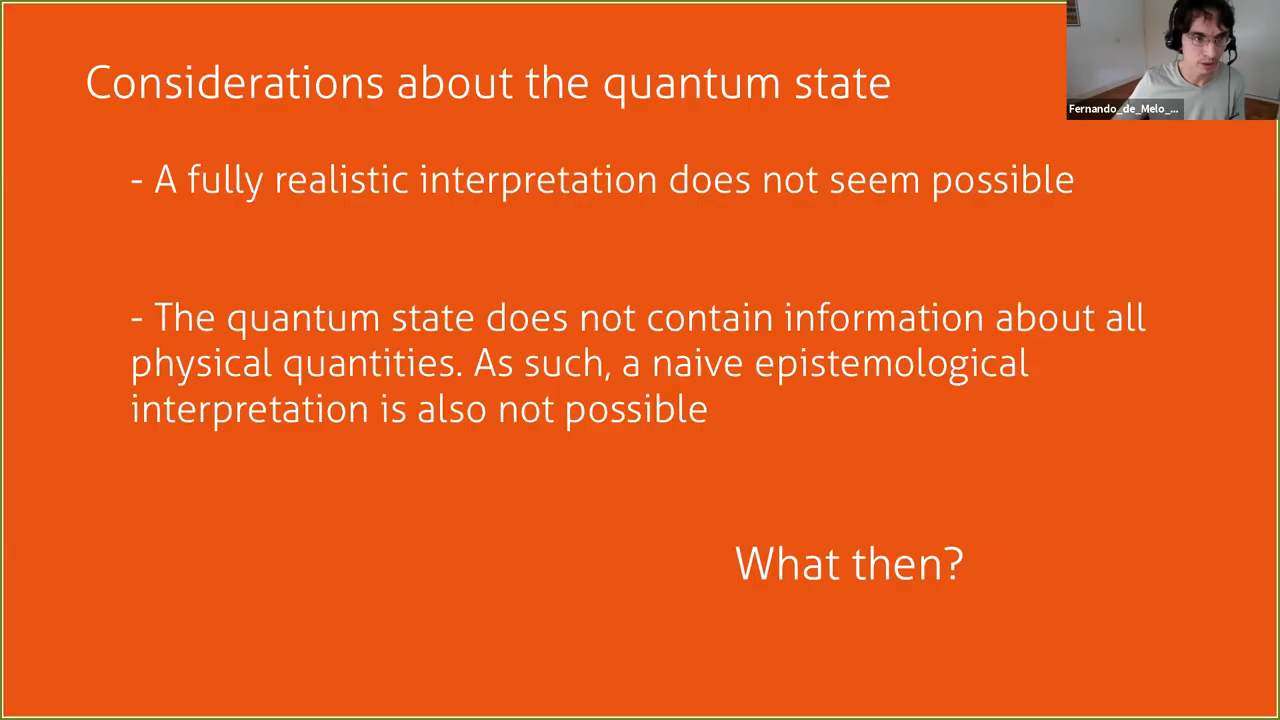 Considerations about the quantum state
Fernando_de_Melo_...
- A fully realistic interpretation does not seem possible
- The quantum state does not contain information about all
physical quantities. As such, a naive epistemological
interpretation is also not possible
What then?